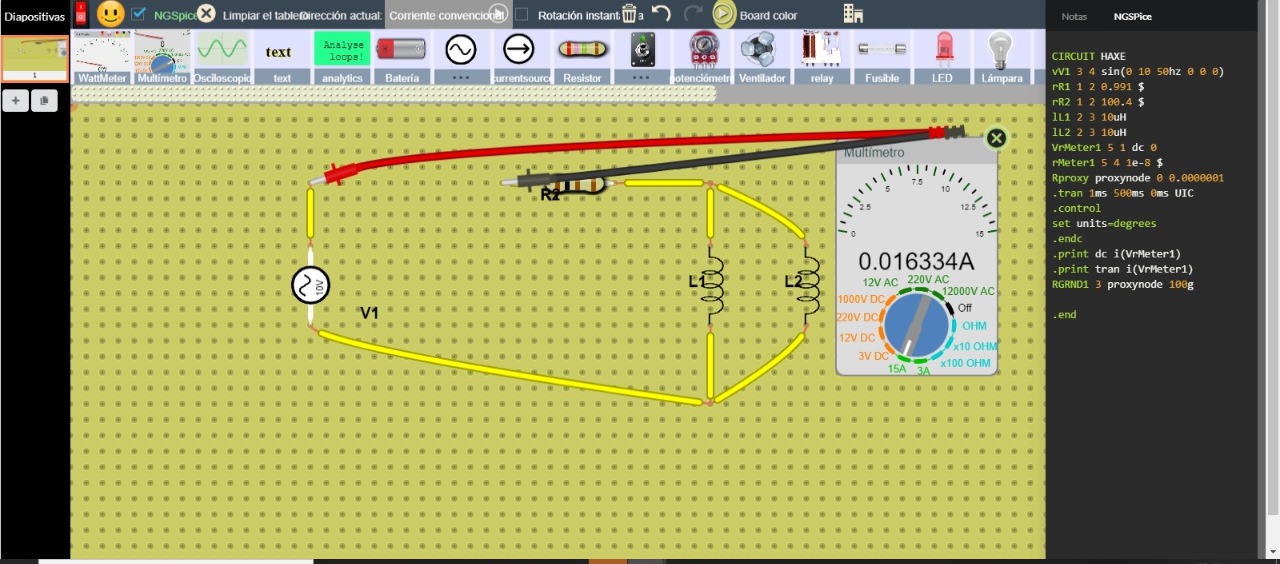 Diapositivas
NGSpice
Limpiar el tablero
Dirección actual:
Corriente convencional
Rotación instant
a
Board color
Notas
NGSPice
text
Analyse
loops!
WattMeter
Multímetro
Osciloscopio
text
analytics
Batería
...
currentsource
Resistor
...
potenciómetro
Ventilador
relay
Fusible
LED
Lámpara
1
+
CIRCUIT HAXE
vV1 3 4 sin(0 10 50hz 0 0 0)
rR1 1 2 0.991 $
rR2 1 2 100.4 $
lL1 2 3 10uH
lL2 2 3 10uH
VrMeter1 5 1 dc 0
rMeter1 5 4 1e-8 $
Rproxy proxynode 0 0.0000001
.tran 1ms 500ms 0ms UIC
.control
set units=degrees
.endc
.print dc i(VrMeter1)
.print tran i(VrMeter1)
RGRND1 3 proxynode 100g
.end
R2
10V
V1
L1
L2
Multímetro
0
2.5
5
7.5
10
12.5
15
0.016334A
12V AC
220V AC
12000V AC
1000V DC
Off
220V DC
OHM
12V DC
x10 OHM
3V DC
x100 OHM
15A
3A